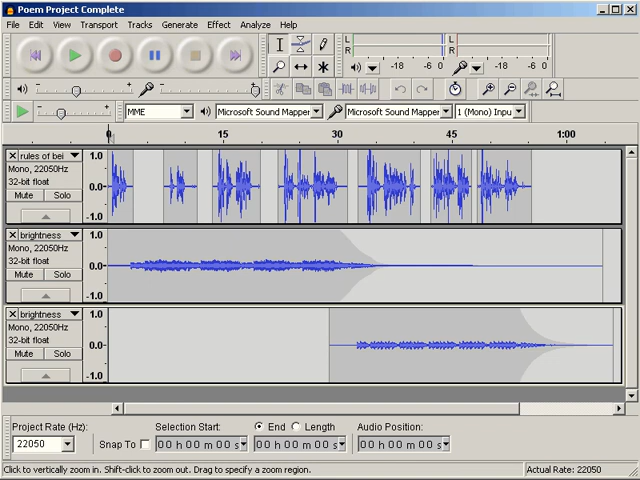 Poem Project Complete
File Edit View Transport Tracks Generate Effect Analyze Help
L
R
-18 -6 0
L
R
-18 -6 0
MME
Microsoft Sound Mapper
Microsoft Sound Mapper
1 (Mono) Inpu
0 15 30 45 1:00
rules of bei
Mono, 22050Hz
32-bit float
Mute Solo
1.0
0.0
-1.0
brightness
Mono, 22050Hz
32-bit float
Mute Solo
1.0
0.0
-1.0
brightness
Mono, 22050Hz
32-bit float
Mute Solo
1.0
0.0
-1.0
Project Rate (Hz): Selection Start: End Length Audio Position:
22050 Snap To 00 h 00 m 00 s 00 h 00 m 00 s 00 h 00 m 00 s
Click to vertically zoom in. Shift-click to zoom out. Drag to specify a zoom region. Actual Rate: 22050